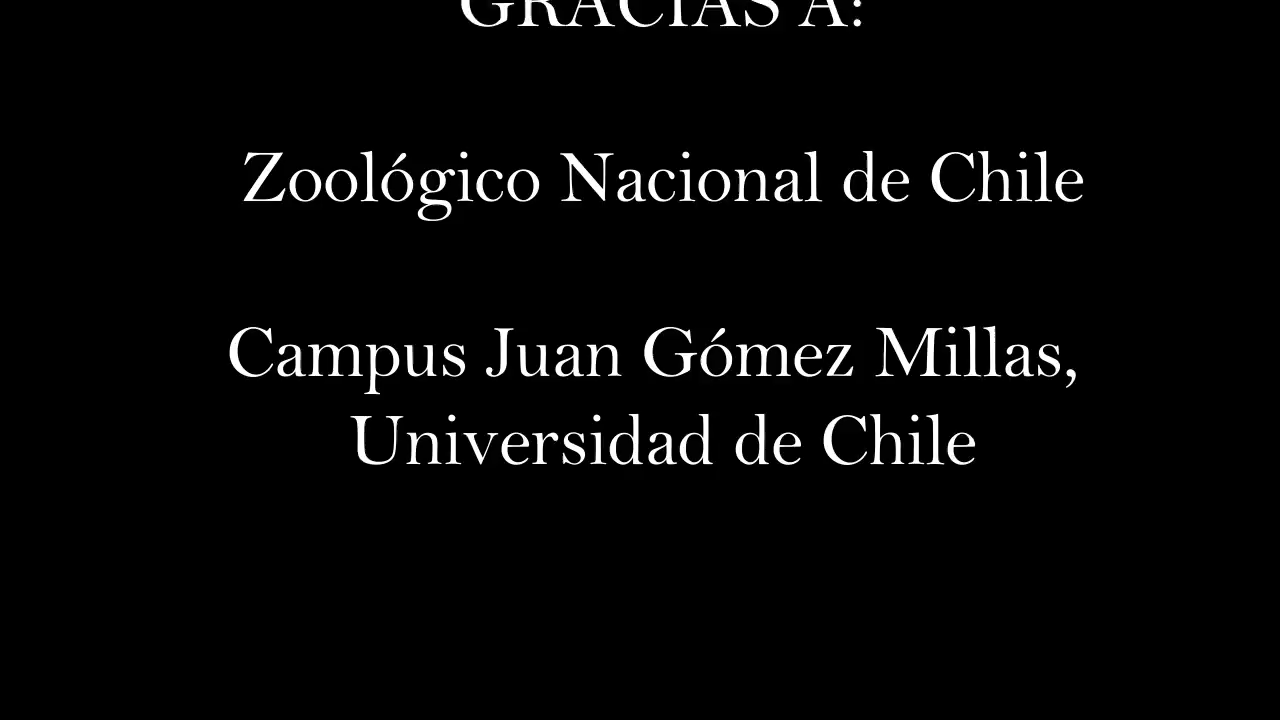 GRACIAS A:
Zoológico Nacional de Chile
Campus Juan Gómez Millas,
Universidad de Chile